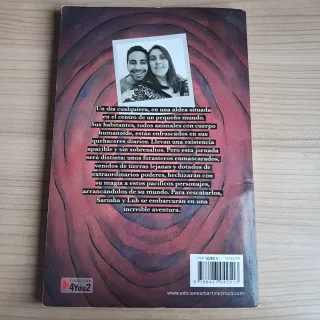 Un día cualquiera, en una aldea situada
en el centro de un pequeño mundo.
Sus habitantes, todos animales con cuerpo
humanoide, están enfrascados en sus
quehaceres diarios. Llevan una existencia
apacible y sin sobresaltos. Pero esta jornada
será distinta: unos forasteros enmascarados,
venidos de tierras lejanas y dotados de
extraordinarios poderes, hechizarán con
su magia a estos pacíficos personajes,
arrancándolos de su mundo. Para rescatarlos,
Sarinha y Luh se embarcarán en una
increíble aventura.
4You2
www.edicionesmartinezroca.com